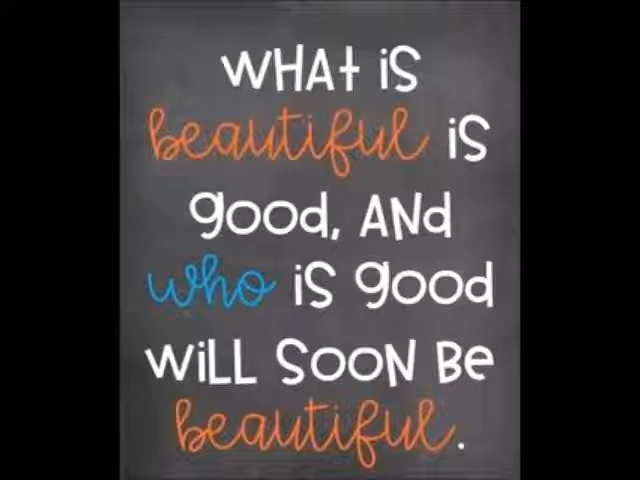 WHAt iS
beautiful iS
good, ANd
who iS good
WiLL SOON Be
beautiful.